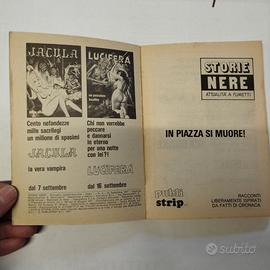 JACULA
LUCIFERA
Cento nefandezze
mille sacrilegi
un milione di spasimi
JACULA
la vera vampira
dal 7 settembre
Chi non vorrebbe
peccare
e dannarsi
in eterno
per una notte
con lei?!
LUCIFERA
dal 16 settembre
STORIE
NERE
ATTUALITÀ A FUMETTI
IN PIAZZA SI MUORE!
publi
strip
RACCONTI
LIBERAMENTE ISPIRATI
DA FATTI DI CRONACA
subito